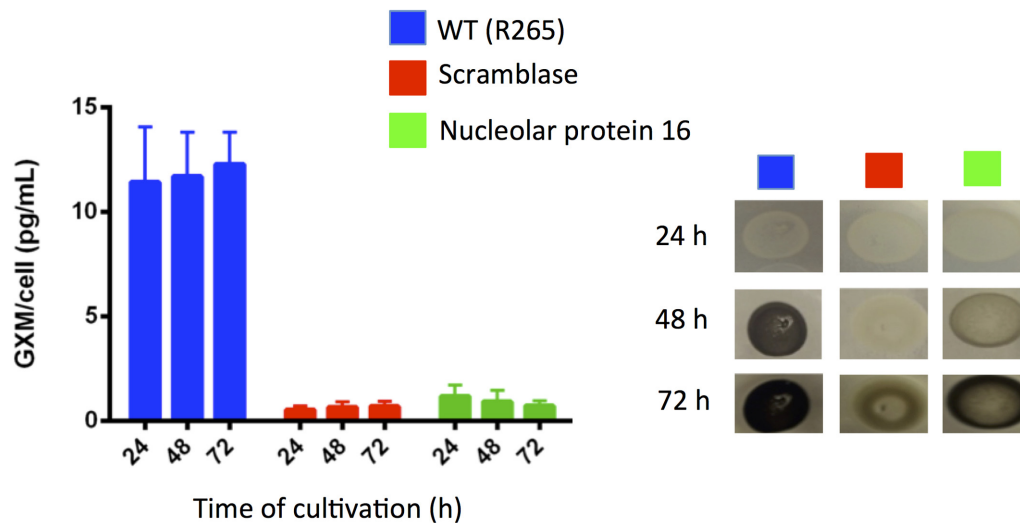 WT (R265)
Scramblase
Nucleolar protein 16
GXM/cell (pg/mL)
15
10
5
0
24 48 72 24 48 72 24 48 72
Time of cultivation (h)
24 h
48 h
72 h